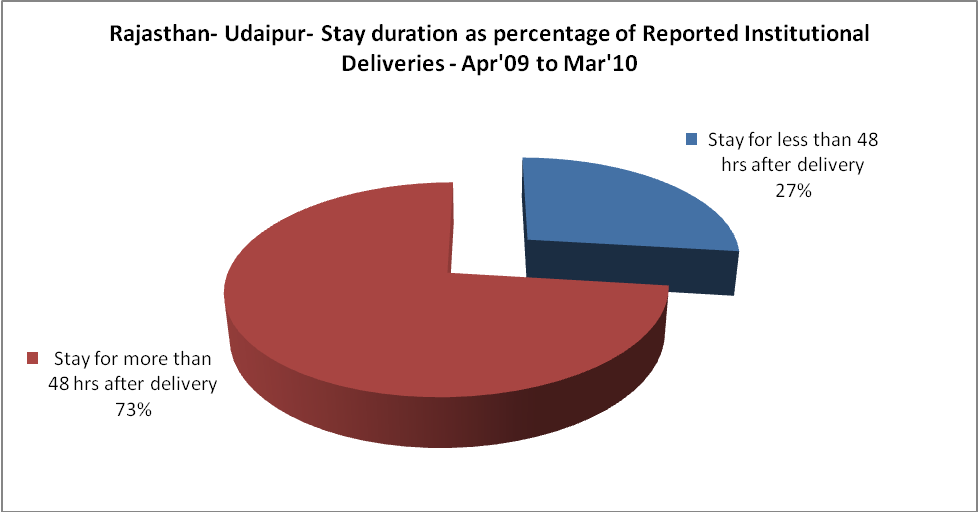 Rajasthan- Udaipur- Stay duration as percentage of Reported Institutional
Deliveries - Apr'09 to Mar'10
Stay for less than 48
hrs after delivery
27%
Stay for more than
48 hrs after delivery
73%